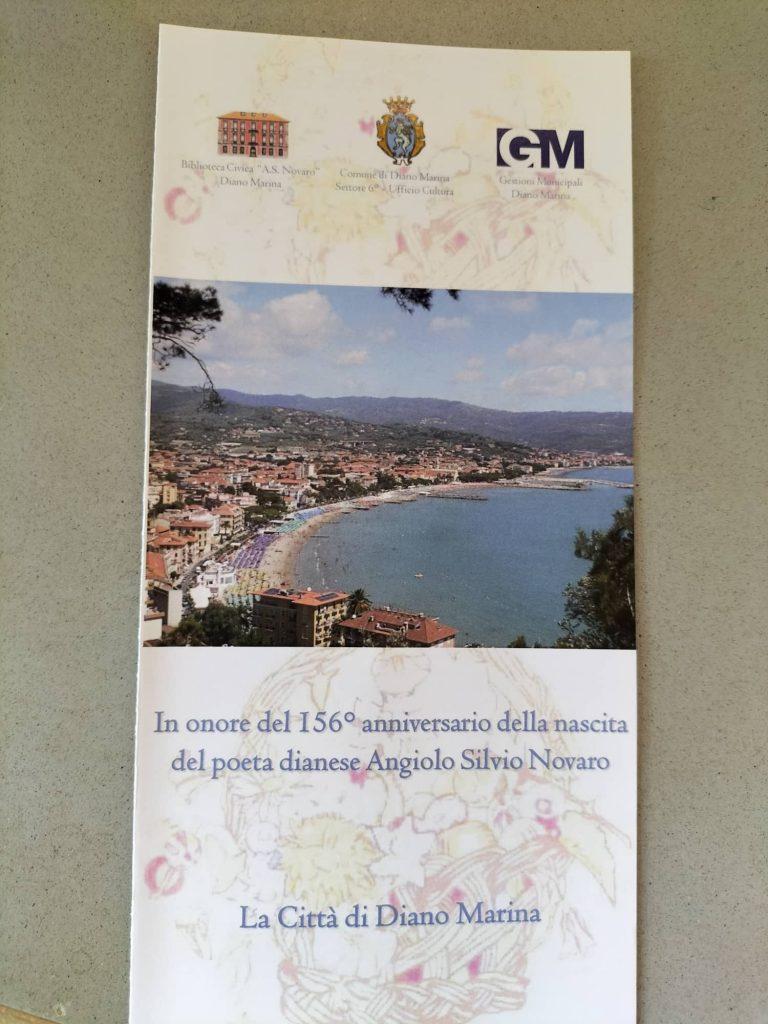 Biblioteca Civica "A.S. Novaro"
Diano Marina
Comune di Diano Marina
Settore 6° - Ufficio Cultura
GM
Gestioni Municipali
Diano Marina
In onore del 156° anniversario della nascita
del poeta dianese Angiolo Silvio Novaro
La Città di Diano Marina